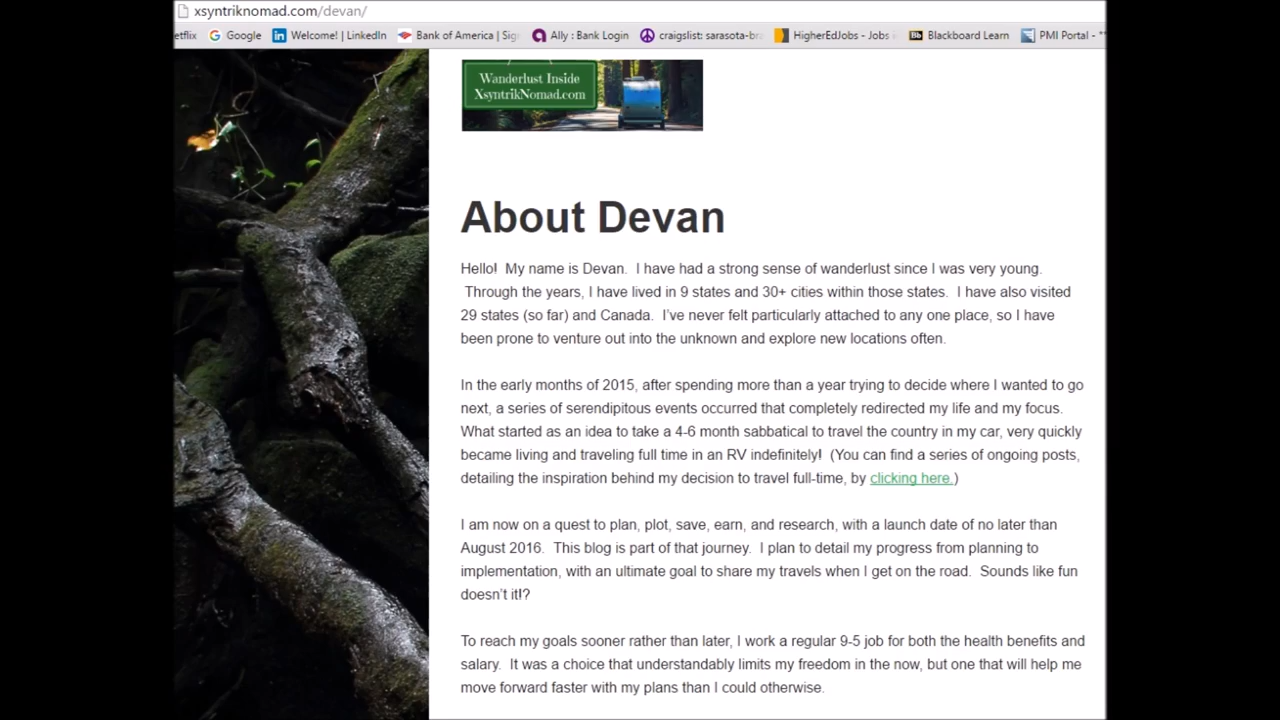 xsyntriknomad.com/devan/
etflix Google Welcome! | LinkedIn Bank of America | Sig Ally : Bank Login craigslist: sarasota-bra HigherEdJobs - Jobs i Bb Blackboard Learn PMI Portal - "
Wanderlust Inside
XsyntrikNomad.com
About Devan
Hello!  My name is Devan.  I have had a strong sense of wanderlust since I was very young.
Through the years, I have lived in 9 states and 30+ cities within those states.  I have also visited
29 states (so far) and Canada.  I’ve never felt particularly attached to any one place, so I have
been prone to venture out into the unknown and explore new locations often.
In the early months of 2015, after spending more than a year trying to decide where I wanted to go
next, a series of serendipitous events occurred that completely redirected my life and my focus.
What started as an idea to take a 4-6 month sabbatical to travel the country in my car, very quickly
became living and traveling full time in an RV indefinitely!  (You can find a series of ongoing posts,
detailing the inspiration behind my decision to travel full-time, by clicking here.)
I am now on a quest to plan, plot, save, earn, and research, with a launch date of no later than
August 2016.  This blog is part of that journey.  I plan to detail my progress from planning to
implementation, with an ultimate goal to share my travels when I get on the road.  Sounds like fun
doesn’t it!?
To reach my goals sooner rather than later, I work a regular 9-5 job for both the health benefits and
salary.  It was a choice that understandably limits my freedom in the now, but one that will help me
move forward faster with my plans than I could otherwise.